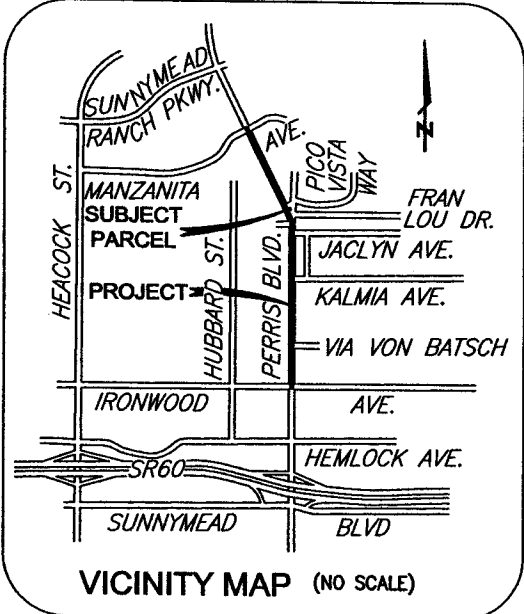 SUNNYMEAD
RANCH PKWY.
AVE.
MANZANITA
PICO
VISTA
WAY
N
HEACOCK ST.
SUBJECT
PARCEL
FRAN
LOU DR.
JACLYN AVE.
HUBBARD ST.
PERRIS BLVD.
PROJECT
KALMIA AVE.
VIA VON BATSCH
IRONWOOD
AVE.
HEMLOCK AVE.
SR60
SUNNYMEAD
BLVD
VICINITY MAP (NO SCALE)